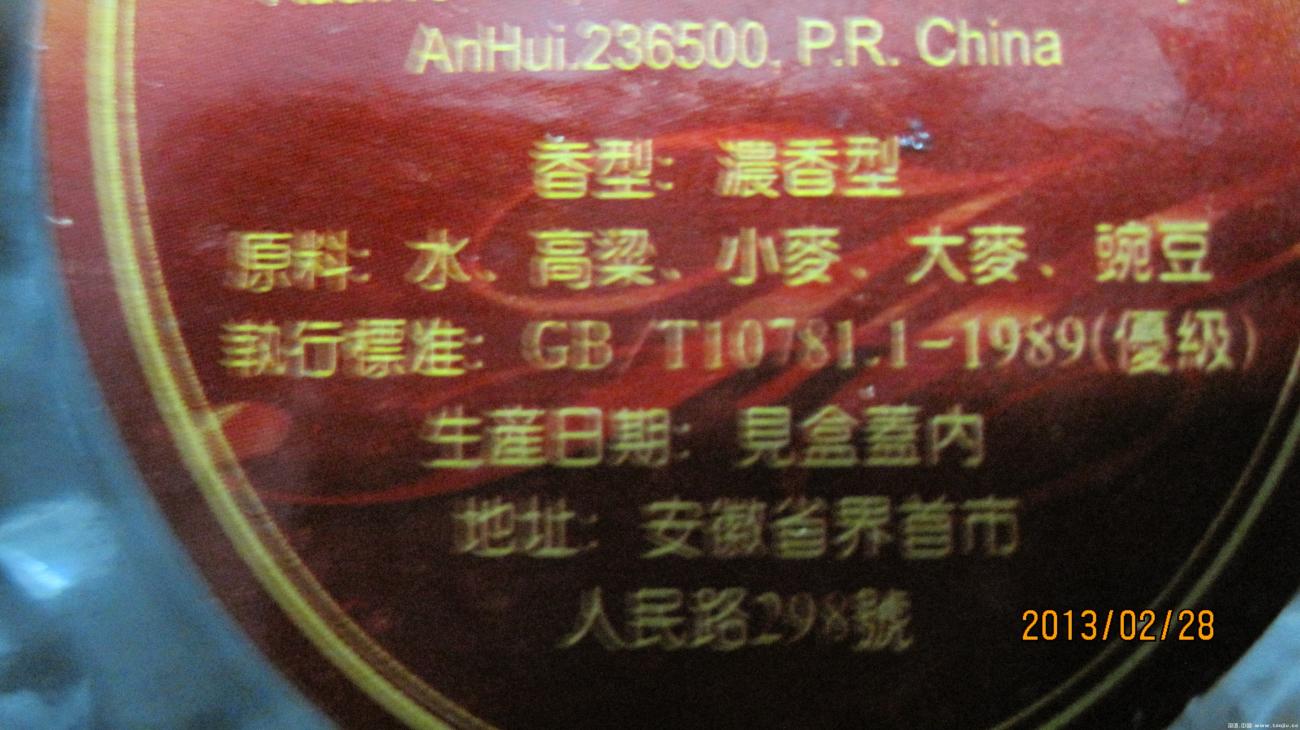 AnHui.236500, P.R. China
香型: 濃香型
原料: 水、高粱、小麥、大麥、豌豆
執行標准: GB/T10781.1-1989(優級)
生産日期: 見盒蓋内
地址: 安徽省界首市
人民路298號
2013/02/28